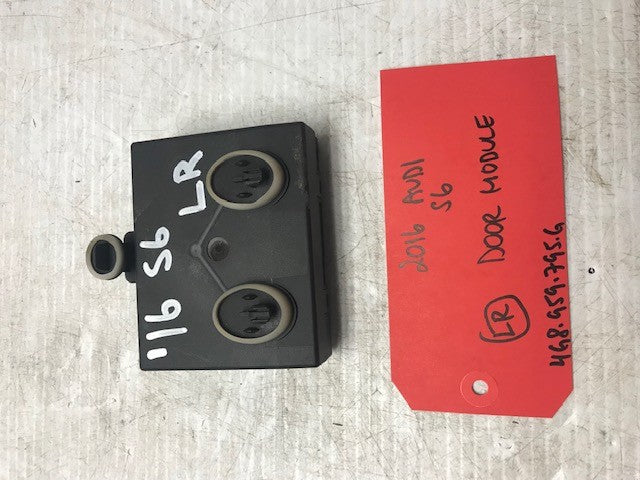 '16 S6 LR
2016 AUDI
S6
LR DOOR MODULE
4G8.959.795.G